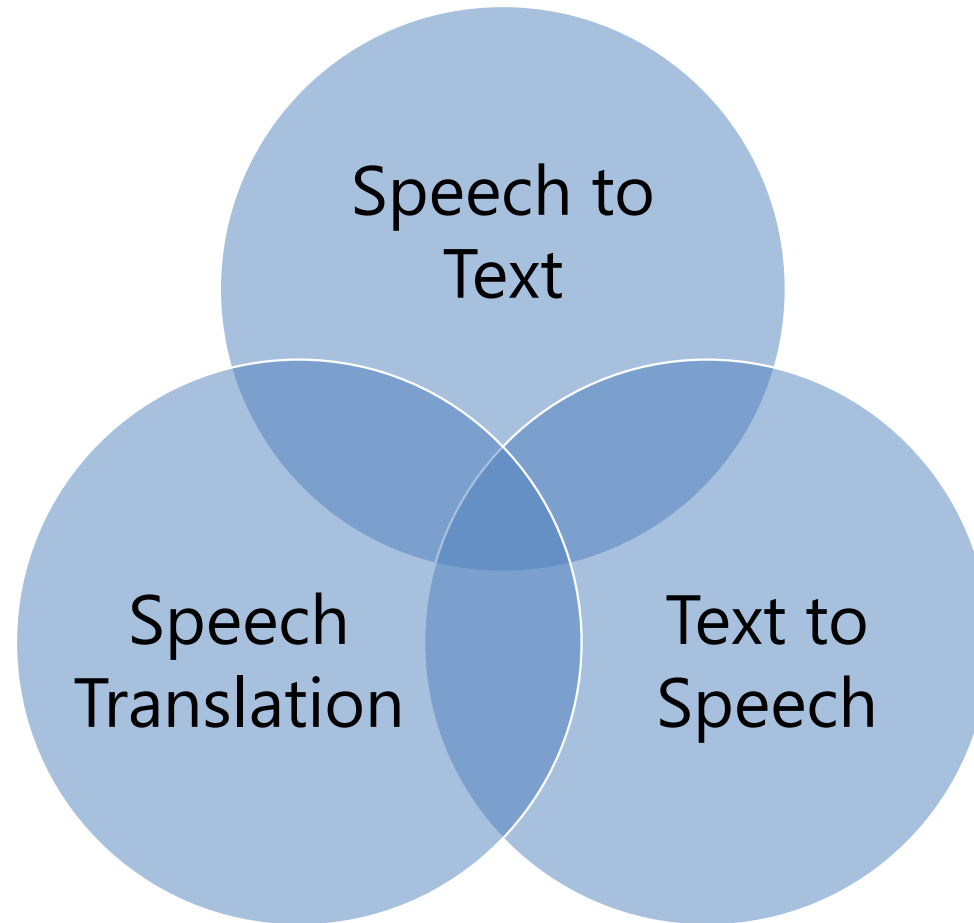 Speech to
Text
Speech
Translation
Text to
Speech